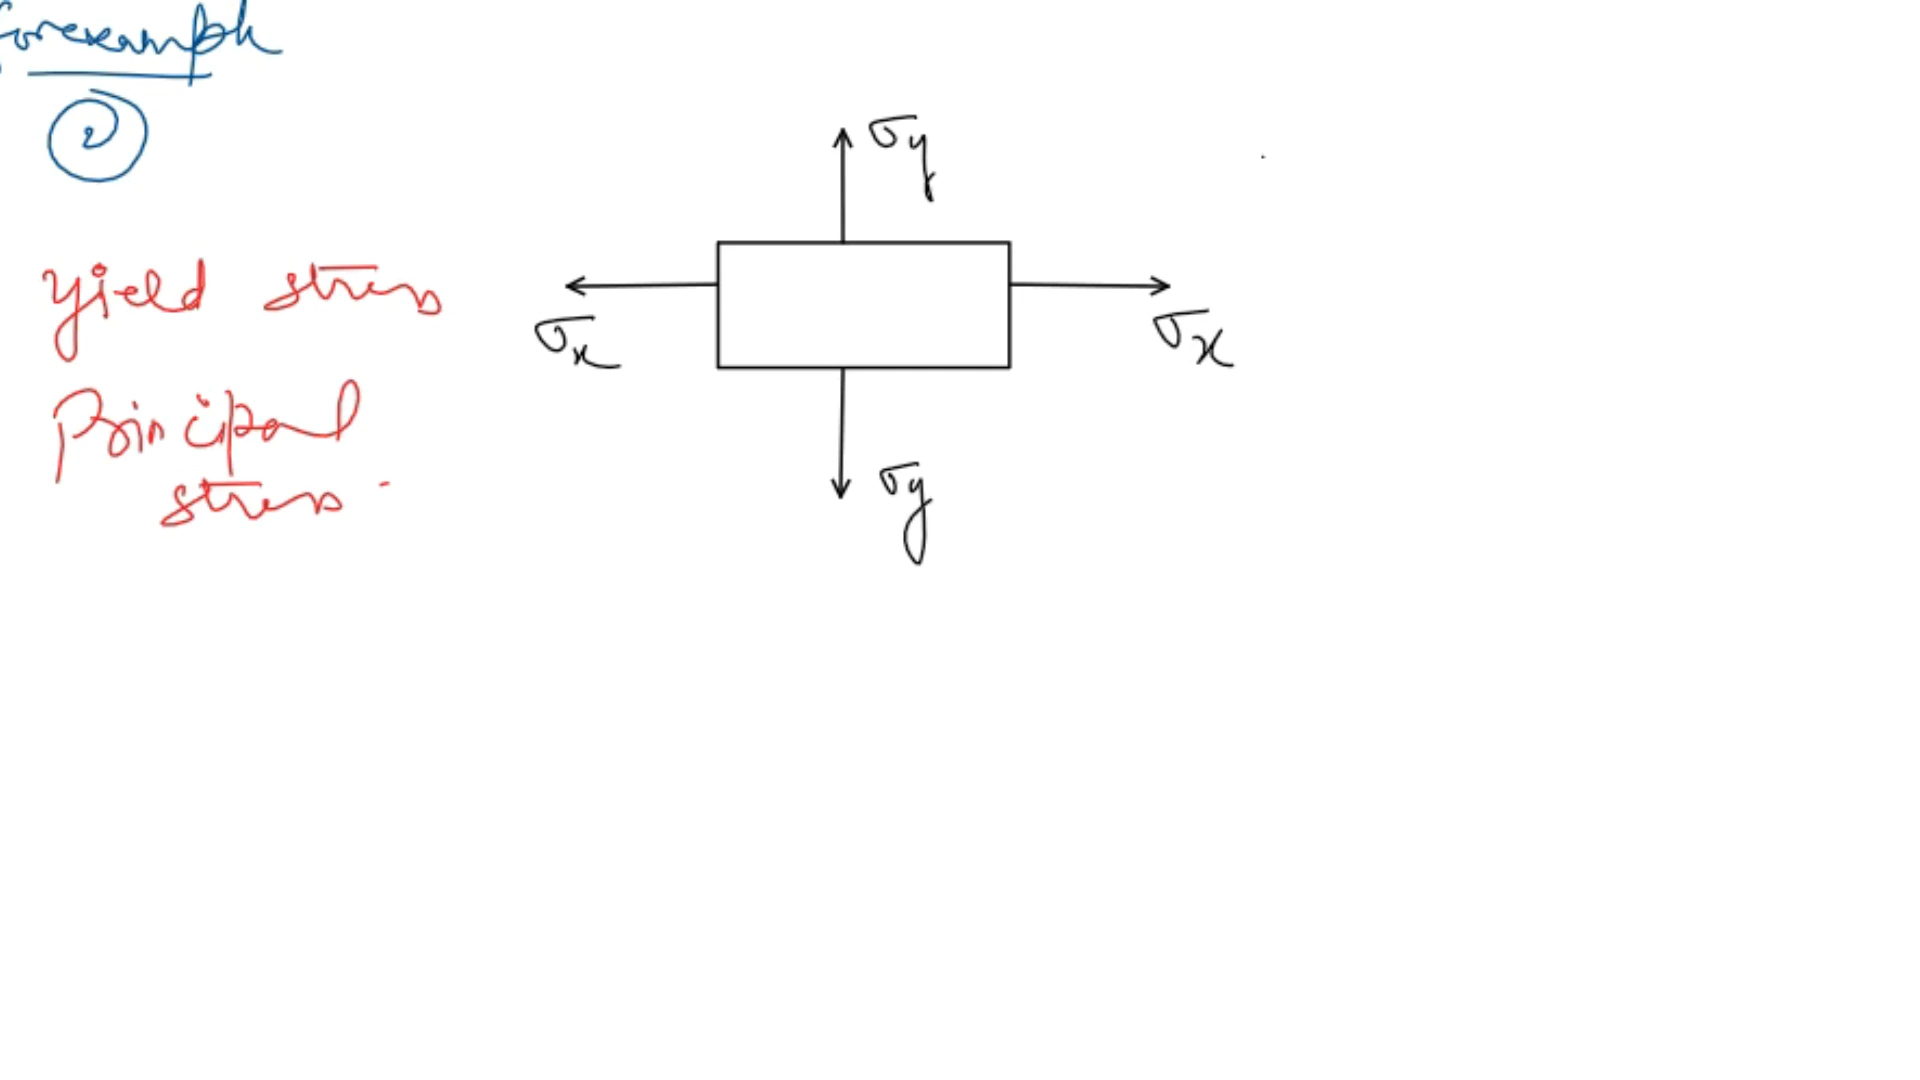 for example
2
σy
yield stress
σx
σx
Principal
stress
σy